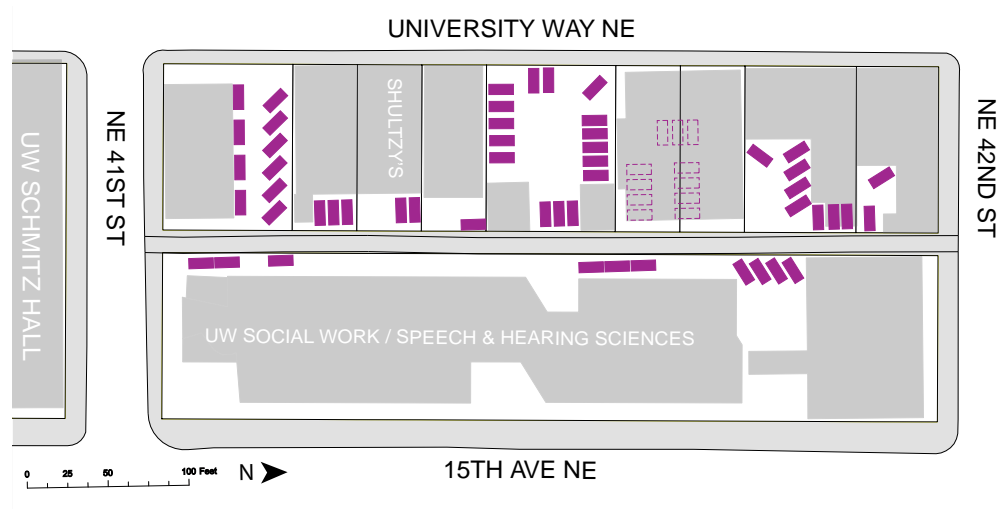 UNIVERSITY WAY NE
UW SCHMITZ HALL
NE 41ST ST
SHULTZY'S
NE 42ND ST
UW SOCIAL WORK / SPEECH & HEARING SCIENCES
0 25 50 100 Feet
N
15TH AVE NE